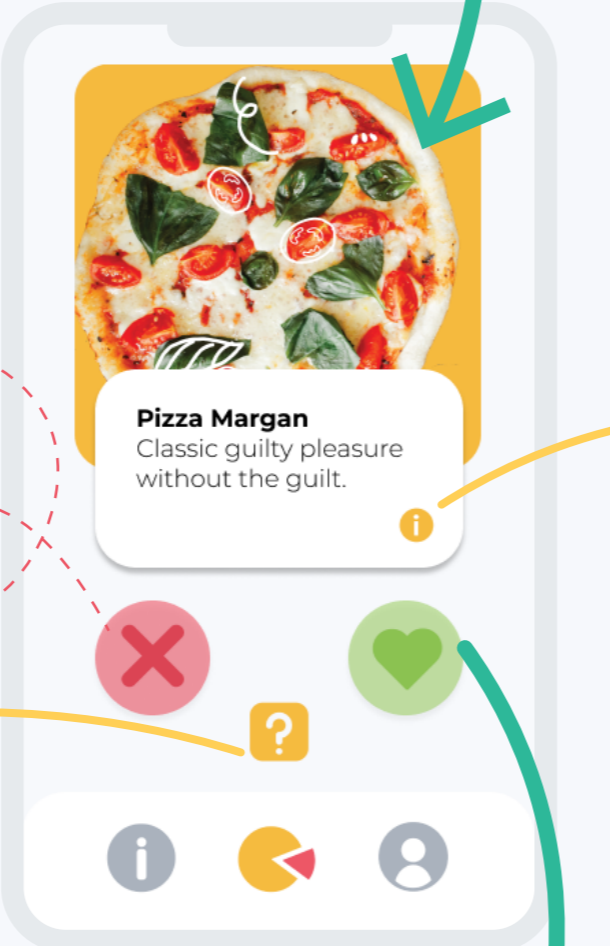 Pizza Margan
Classic guilty pleasure
without the guilt.
i
?
i